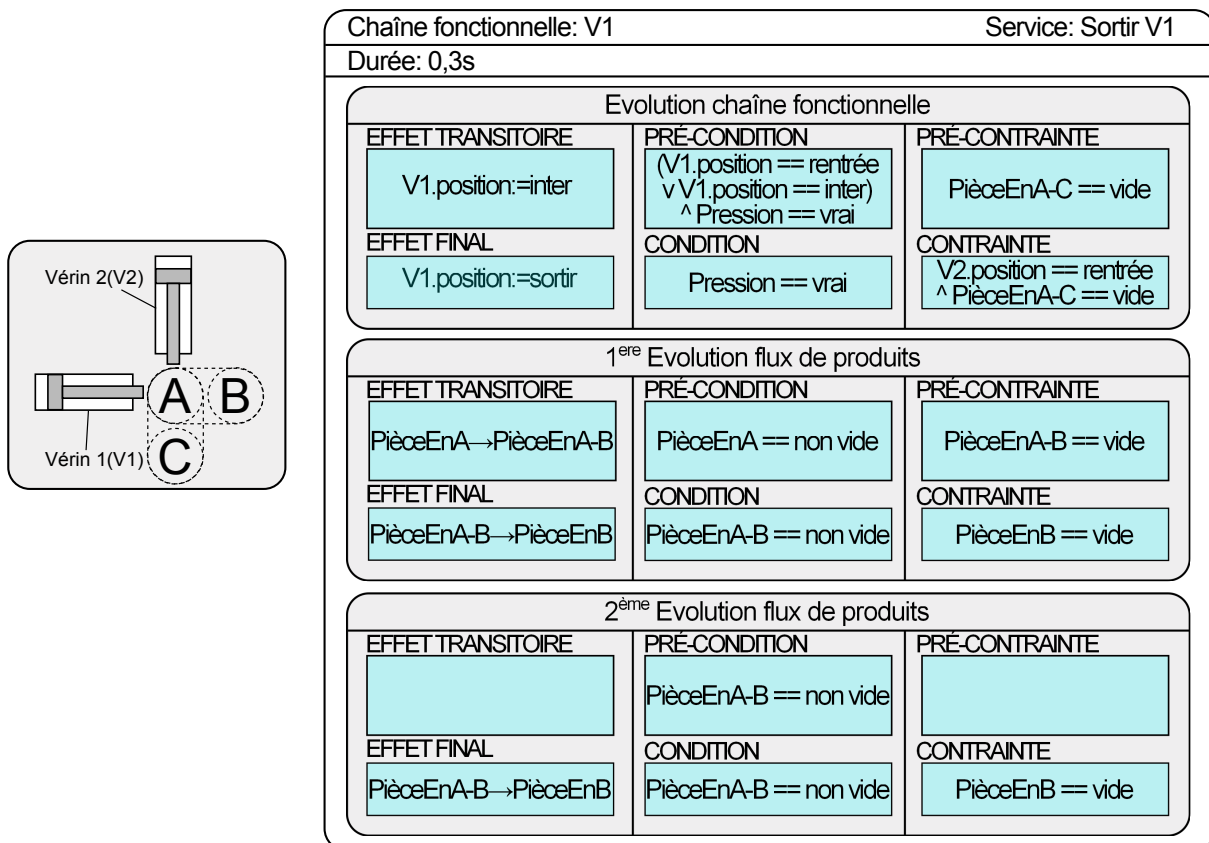 Chaîne fonctionnelle: V1 Service: Sortir V1
Durée: 0,3s
Evolution chaîne fonctionnelle
EFFET TRANSITOIRE
V1.position:=inter
PRÉ-CONDITION
(V1.position == rentrée
v V1.position == inter)
^ Pression == vrai
PRÉ-CONTRAINTE
PièceEnA-C == vide
EFFET FINAL
V1.position:=sortir
CONDITION
Pression == vrai
CONTRAINTE
V2.position == rentrée
^ PièceEnA-C == vide
1ere Evolution flux de produits
EFFET TRANSITOIRE
PièceEnA→PièceEnA-B
PRÉ-CONDITION
PièceEnA == non vide
PRÉ-CONTRAINTE
PièceEnA-B == vide
EFFET FINAL
PièceEnA-B→PièceEnB
CONDITION
PièceEnA-B == non vide
CONTRAINTE
PièceEnB == vide
2ème Evolution flux de produits
EFFET TRANSITOIRE
PRÉ-CONDITION
PièceEnA-B == non vide
PRÉ-CONTRAINTE
EFFET FINAL
PièceEnA-B→PièceEnB
CONDITION
PièceEnA-B == non vide
CONTRAINTE
PièceEnB == vide
Vérin 2(V2)
A B
Vérin 1(V1)
C